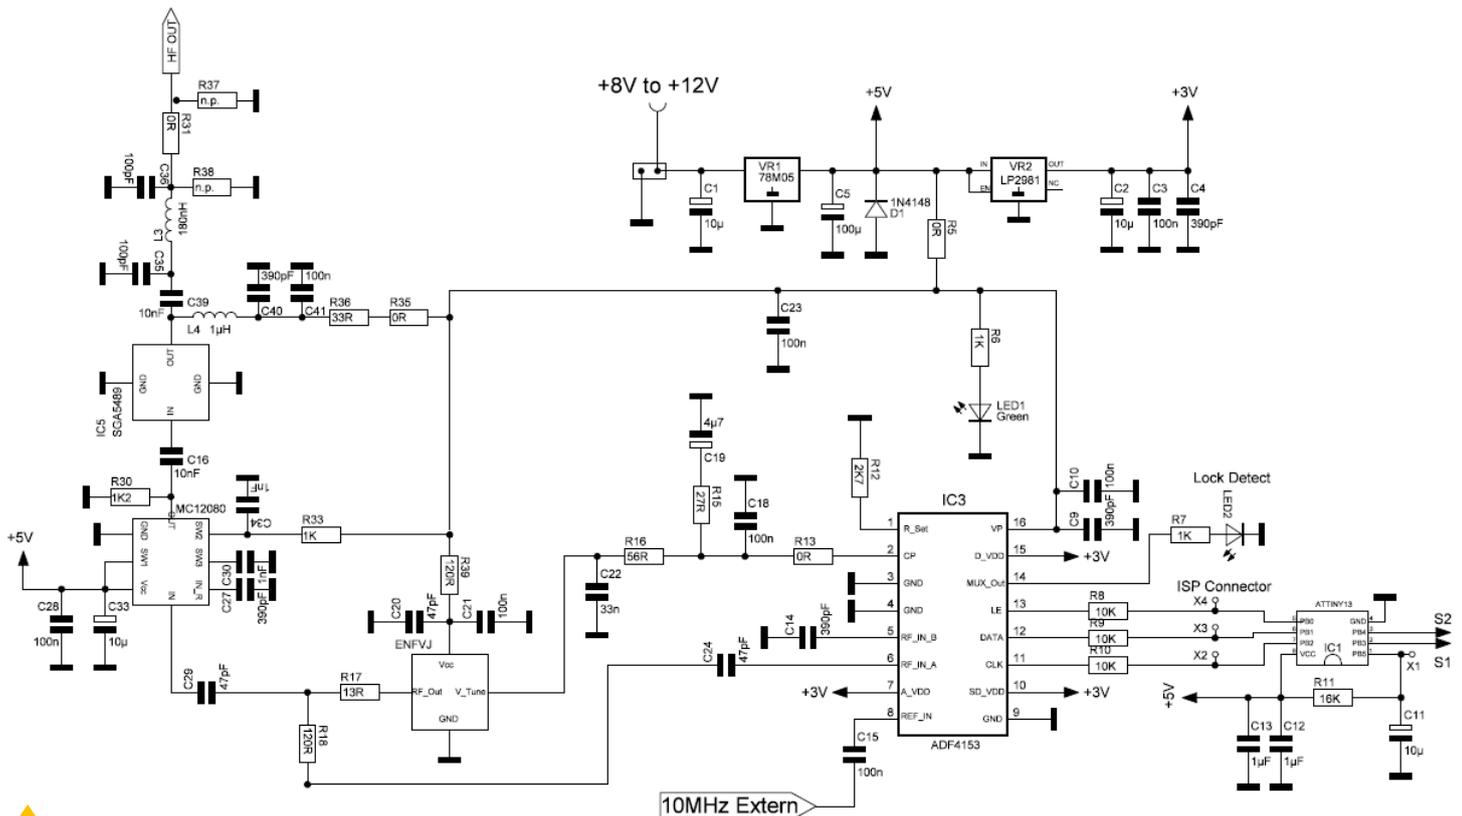 HF OUT
R37
n.p.
R31
0R
C36
100pF
R38
n.p.
L3
180nH
C35
100pF
C39
10nF
L4 1µH
390pF
C40
100n
C41
R36
33R
R35
0R
OUT
GND
GND
IN
IC5
SGA5489
C16
10nF
R30
1K2
MC12080
OUT
GND
SW1
Vcc
IN
SW2
SW3
IN_R
1nF
C34
R33
1K
C30
1nF
C27
390pF
+5V
C28
100n
C33
10µ
C29
47pF
R17
13R
R18
120R
R39
120R
C20
47pF
C21
100n
ENFVJ
Vcc
RF_Out
V_Tune
GND
+8V to +12V
C1
10µ
VR1
78M05
C5
100µ
+5V
1N4148
D1
R5
0R
IN
EN
VR2
LP2981
OUT
NC
C2
10µ
C3
100n
C4
390pF
+3V
C23
100n
R6
1K
LED1
Green
4µ7
C19
R15
27R
C18
100n
R16
56R
C22
33n
R13
0R
R12
2K7
C14
390pF
C24
47pF
+3V
C15
100n
10MHz Extern
IC3
1 R_Set
2 CP
3 GND
4 GND
5 RF_IN_B
6 RF_IN_A
7 A_VDD
8 REF_IN
VP 16
D_VDD 15
MUX_Out 14
LE 13
DATA 12
CLK 11
SD_VDD 10
GND 9
ADF4153
C10
100n
C9
390pF
+3V
+3V
Lock Detect
R7
1K
LED2
ISP Connector
R8
10K
R9
10K
R10
10K
X4
X3
X2
ATTINY13
PB0
PB1
PB2
VCC
GND
PB4
PB3
PB5
IC1
S2
S1
X1
+5V
R11
16K
C13
1µF
C12
1µF
C11
10µ